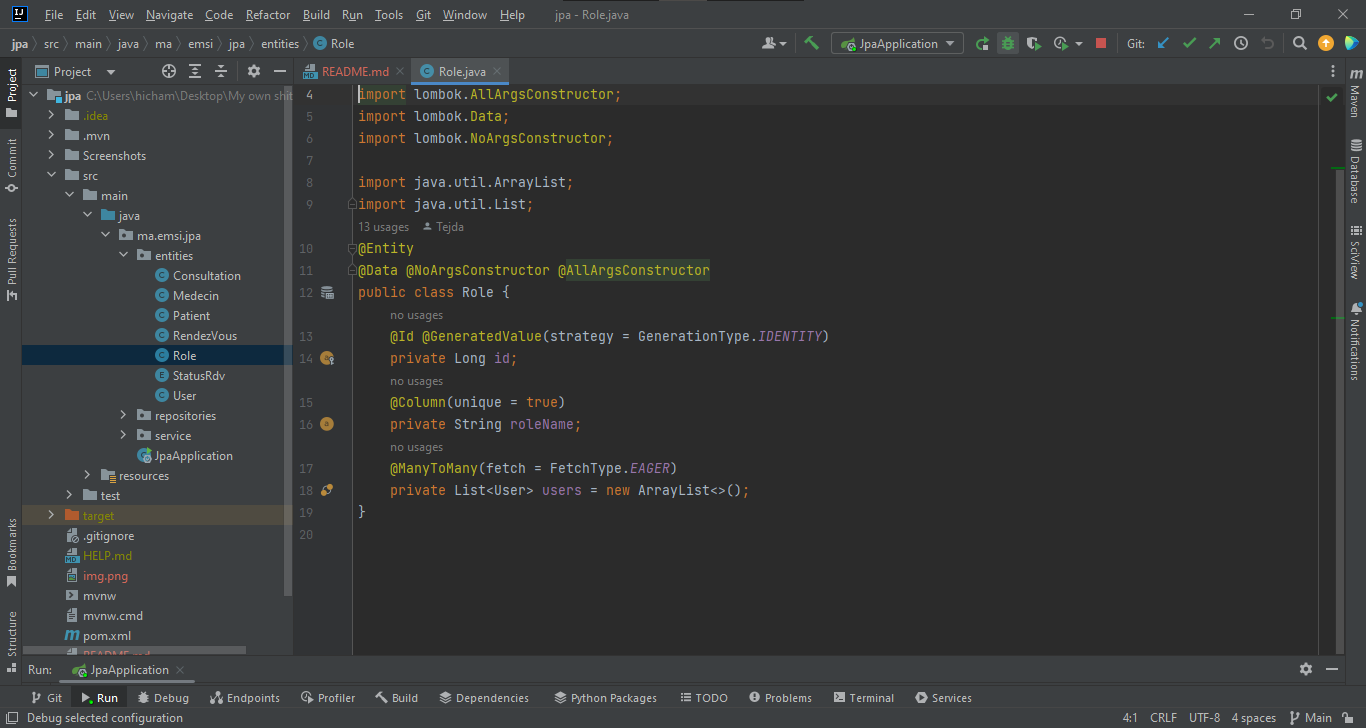 File Edit View Navigate Code Refactor Build Run Tools Git Window Help jpa - Role.java
jpa src main java ma emsi jpa entities Role JpaApplication Git:
Project
README.md Role.java
jpa C:\Users\hicham\Desktop\My own shit
.idea
.mvn
Screenshots
src
main
java
ma.emsi.jpa
entities
Consultation
Medecin
Patient
RendezVous
Role
StatusRdv
User
repositories
service
JpaApplication
resources
test
target
.gitignore
HELP.md
img.png
mvnw
mvnw.cmd
pom.xml
README.md
4 import lombok.AllArgsConstructor;
5 import lombok.Data;
6 import lombok.NoArgsConstructor;
7
8 import java.util.ArrayList;
9 import java.util.List;
13 usages Tejda
10 @Entity
11 @Data @NoArgsConstructor @AllArgsConstructor
12 public class Role {
no usages
13 @Id @GeneratedValue(strategy = GenerationType.IDENTITY)
14 private Long id;
no usages
15 @Column(unique = true)
16 private String roleName;
no usages
17 @ManyToMany(fetch = FetchType.EAGER)
18 private List<User> users = new ArrayList<>();
19 }
20
Project
Commit
Pull Requests
Bookmarks
Structure
Maven
Database
SciView
Notifications
Run: JpaApplication
Git Run Debug Endpoints Profiler Build Dependencies Python Packages TODO Problems Terminal Services
Debug selected configuration 4:1 CRLF UTF-8 4 spaces Main